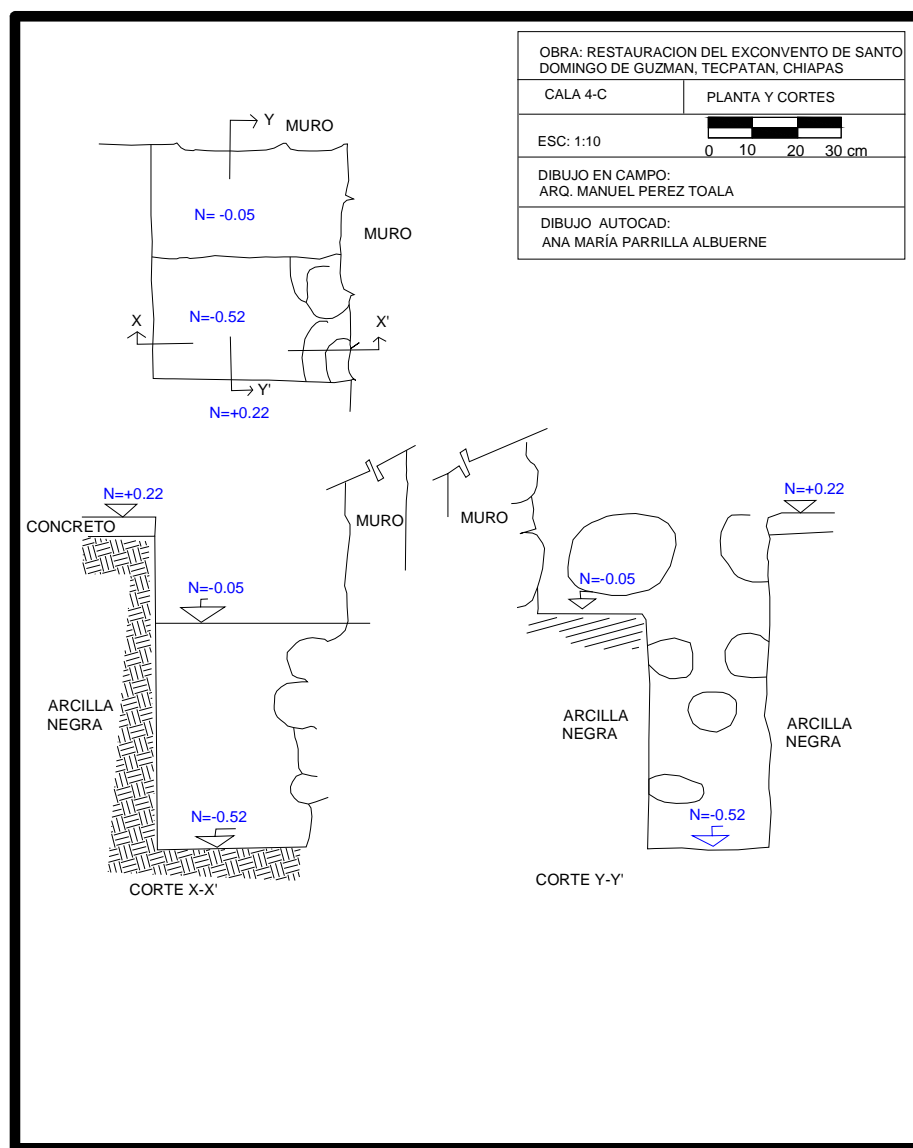 OBRA: RESTAURACION DEL EXCONVENTO DE SANTO
DOMINGO DE GUZMAN, TECPATAN, CHIAPAS
CALA 4-C
PLANTA Y CORTES
ESC: 1:10
0 10 20 30 cm
DIBUJO EN CAMPO:
ARQ. MANUEL PEREZ TOALA
DIBUJO AUTOCAD:
ANA MARÍA PARRILLA ALBUERNE
Y
MURO
N= -0.05
MURO
N=-0.52
X
X'
Y'
N=+0.22
N=+0.22
CONCRETO
MURO
N=-0.05
ARCILLA
NEGRA
N=-0.52
CORTE X-X'
MURO
N=+0.22
N=-0.05
ARCILLA
NEGRA
ARCILLA
NEGRA
N=-0.52
CORTE Y-Y'